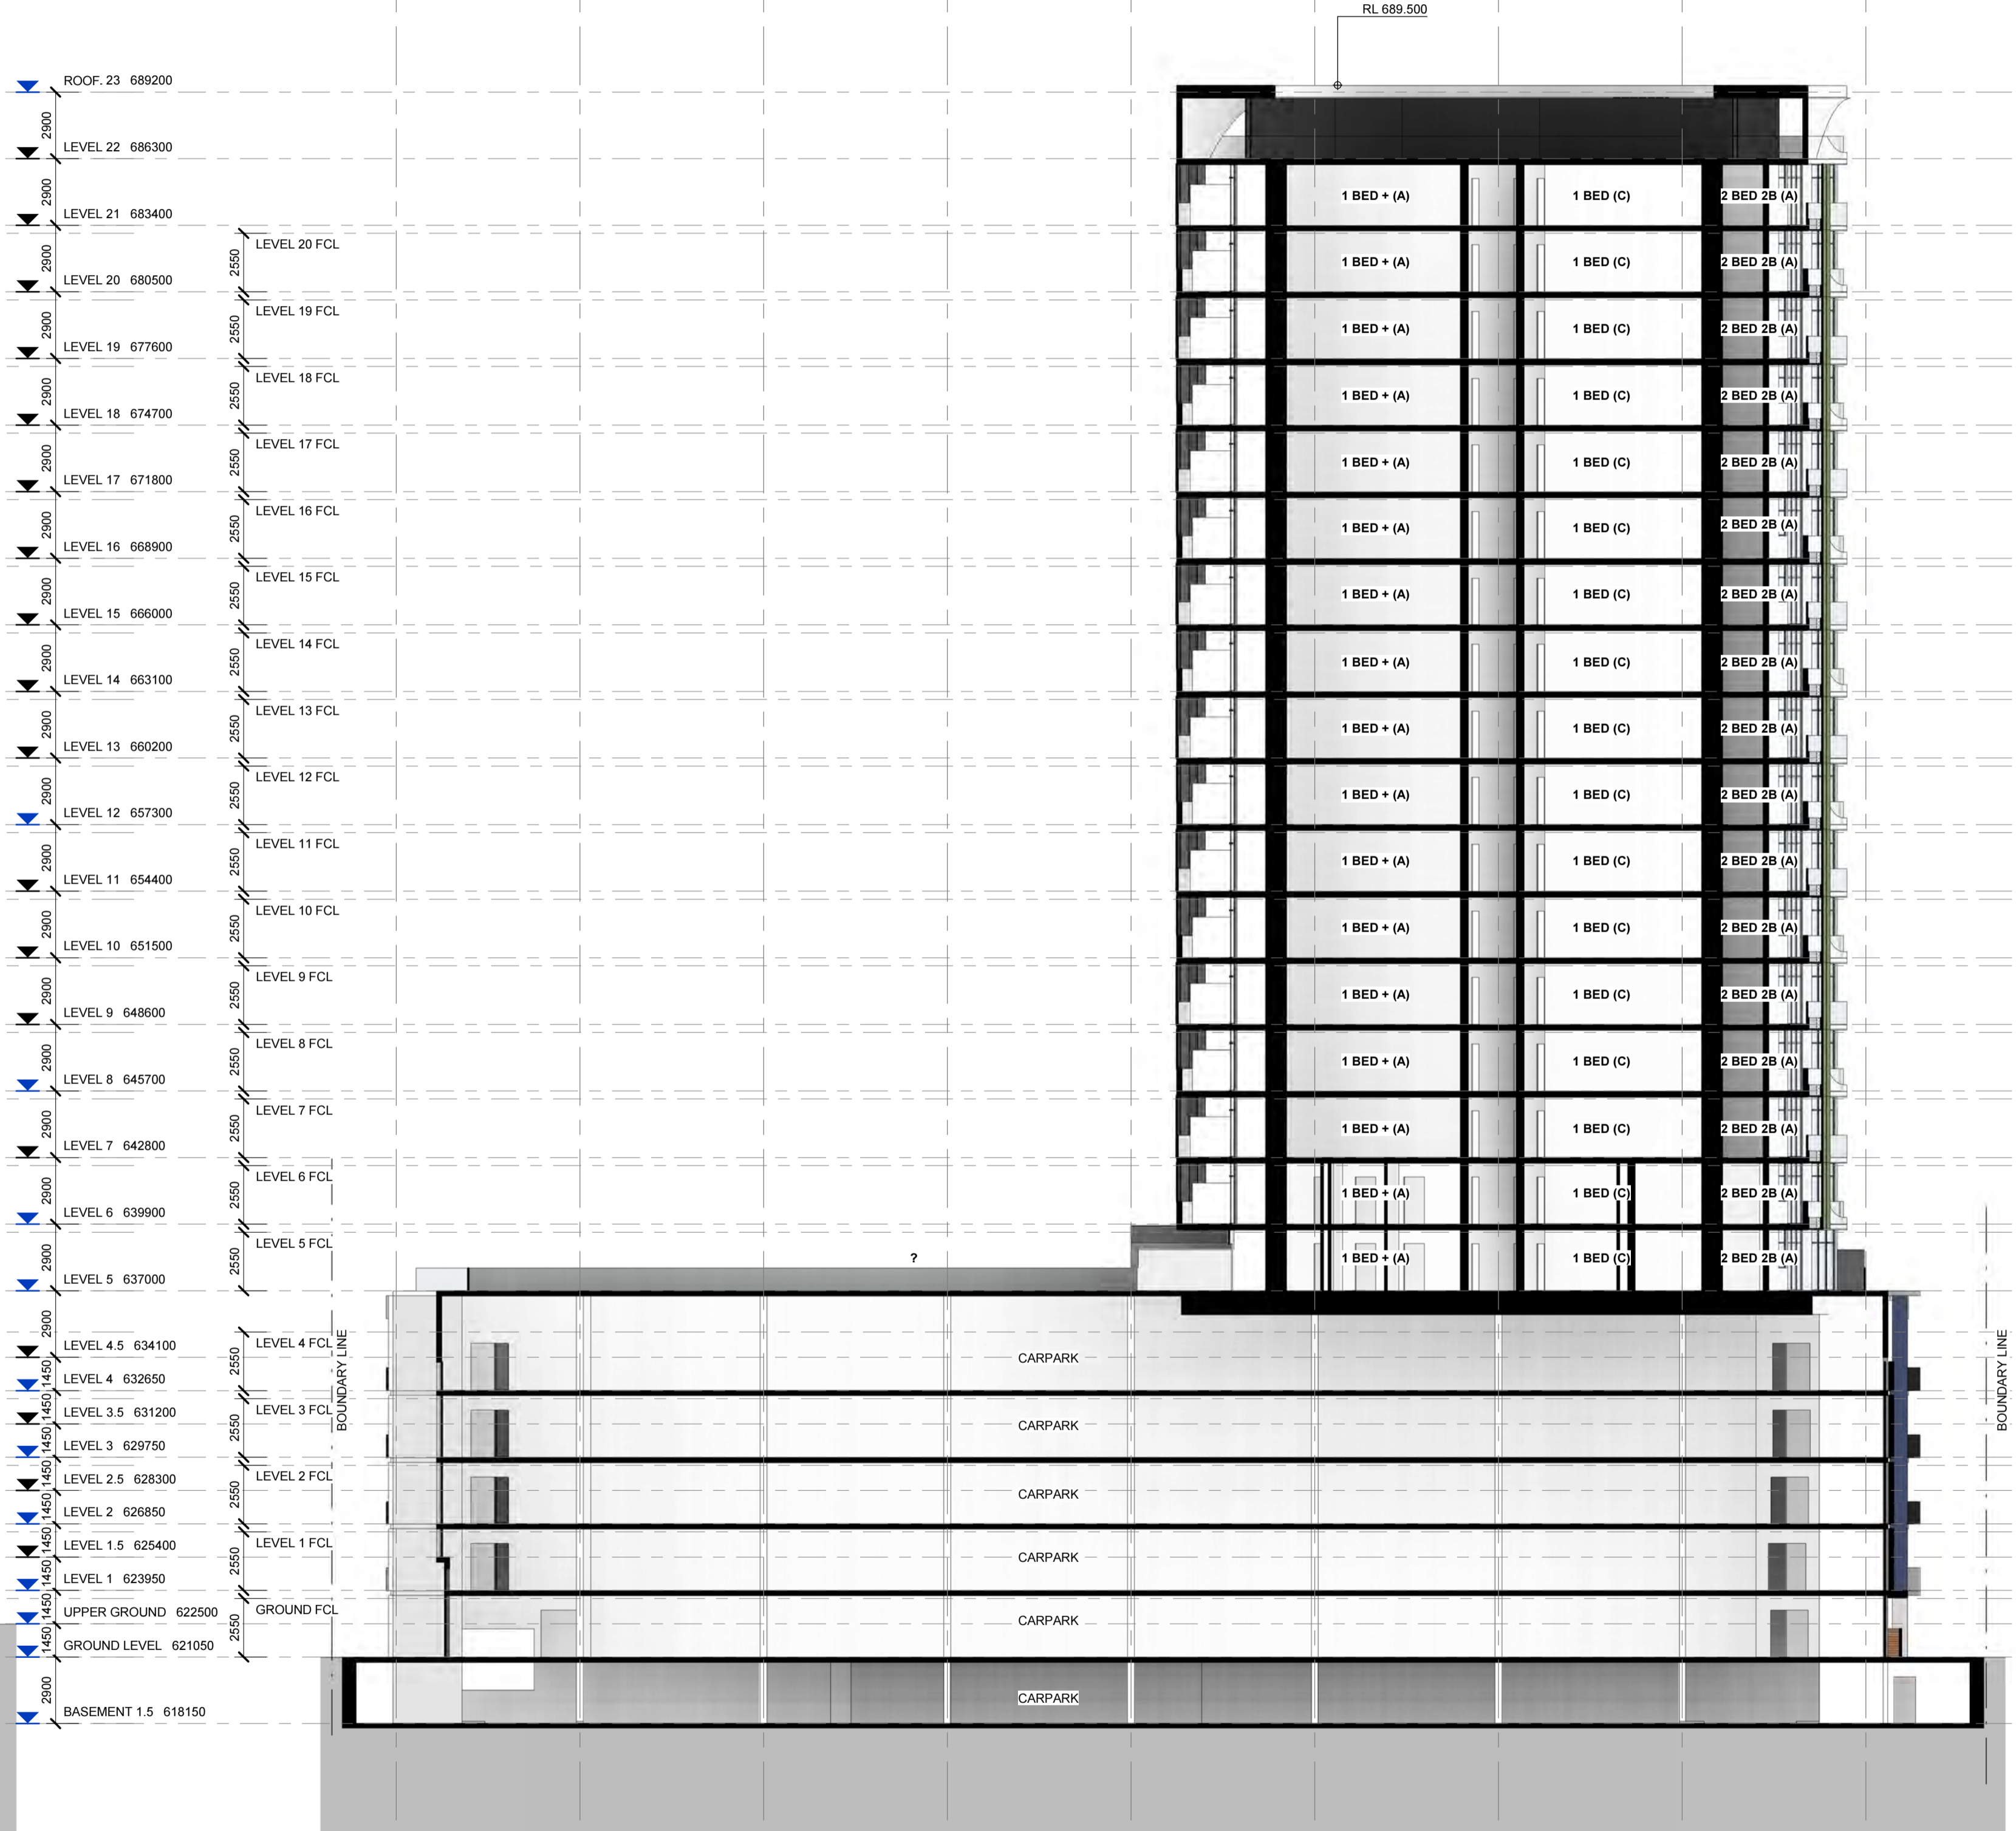 RL 689.500
ROOF. 23 689200
2900
LEVEL 22 686300
2900
1 BED + (A) 1 BED (C) 2 BED 2B (A)
LEVEL 21 683400
LEVEL 20 FCL
2900 2550
1 BED + (A) 1 BED (C) 2 BED 2B (A)
LEVEL 20 680500
LEVEL 19 FCL
2900 2550
1 BED + (A) 1 BED (C) 2 BED 2B (A)
LEVEL 19 677600
LEVEL 18 FCL
2900 2550
1 BED + (A) 1 BED (C) 2 BED 2B (A)
LEVEL 18 674700
LEVEL 17 FCL
2900 2550
1 BED + (A) 1 BED (C) 2 BED 2B (A)
LEVEL 17 671800
LEVEL 16 FCL
2900 2550
1 BED + (A) 1 BED (C) 2 BED 2B (A)
LEVEL 16 668900
LEVEL 15 FCL
2900 2550
1 BED + (A) 1 BED (C) 2 BED 2B (A)
LEVEL 15 666000
LEVEL 14 FCL
2900 2550
1 BED + (A) 1 BED (C) 2 BED 2B (A)
LEVEL 14 663100
LEVEL 13 FCL
2900 2550
1 BED + (A) 1 BED (C) 2 BED 2B (A)
LEVEL 13 660200
LEVEL 12 FCL
2900 2550
1 BED + (A) 1 BED (C) 2 BED 2B (A)
LEVEL 12 657300
LEVEL 11 FCL
2900 2550
1 BED + (A) 1 BED (C) 2 BED 2B (A)
LEVEL 11 654400
LEVEL 10 FCL
2900 2550
1 BED + (A) 1 BED (C) 2 BED 2B (A)
LEVEL 10 651500
LEVEL 9 FCL
2900 2550
1 BED + (A) 1 BED (C) 2 BED 2B (A)
LEVEL 9 648600
LEVEL 8 FCL
2900 2550
1 BED + (A) 1 BED (C) 2 BED 2B (A)
LEVEL 8 645700
LEVEL 7 FCL
2900 2550
1 BED + (A) 1 BED (C) 2 BED 2B (A)
LEVEL 7 642800
LEVEL 6 FCL
2900 2550
1 BED + (A) 1 BED (C) 2 BED 2B (A)
LEVEL 6 639900
LEVEL 5 FCL
2900 2550
? 1 BED + (A) 1 BED (C) 2 BED 2B (A)
LEVEL 5 637000
2900
LEVEL 4 FCL
LEVEL 4.5 634100
BOUNDARY LINE
BOUNDARY LINE
CARPARK
1450 2550
LEVEL 4 632650
LEVEL 3 FCL
1450
LEVEL 3.5 631200
CARPARK
1450 2550
LEVEL 3 629750
LEVEL 2 FCL
1450
LEVEL 2.5 628300
CARPARK
1450 2550
LEVEL 2 626850
LEVEL 1 FCL
1450
LEVEL 1.5 625400
CARPARK
1450 2550
LEVEL 1 623950
GROUND FCL
1450
UPPER GROUND 622500
CARPARK
1450 2550
GROUND LEVEL 621050
2900
CARPARK
BASEMENT 1.5 618150